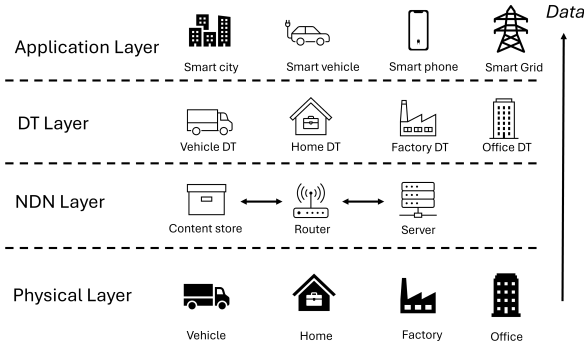 Data
Application Layer
Smart city Smart vehicle Smart phone Smart Grid
DT Layer
Vehicle DT Home DT Factory DT Office DT
NDN Layer
Content store Router Server
Physical Layer
Vehicle Home Factory Office